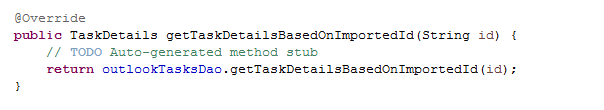 @Override
public TaskDetails getTaskDetailsBasedOnImportedId(String id) {
    // TODO Auto-generated method stub
    return outlookTasksDao.getTaskDetailsBasedOnImportedId(id);
}